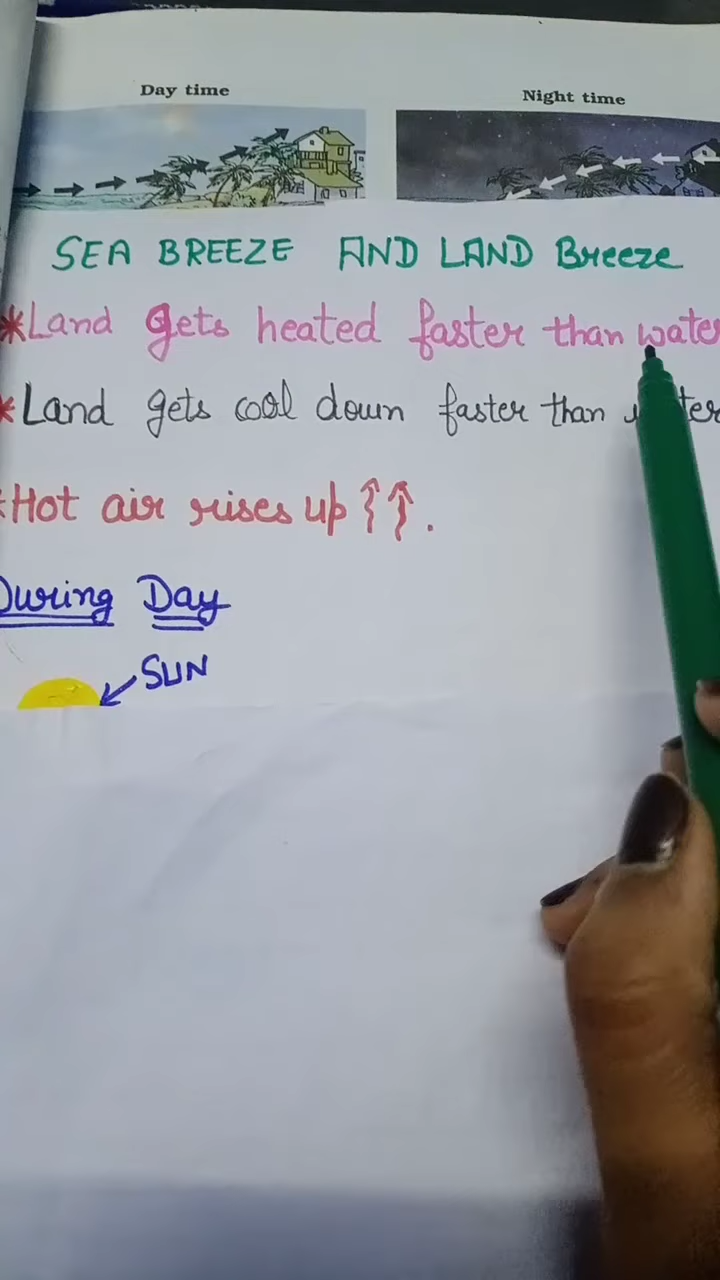 Day time
Night time
SEA BREEZE AND LAND Breeze
*Land gets heated faster than water
*Land gets cool down faster than water
*Hot air rises up
During Day
SUN